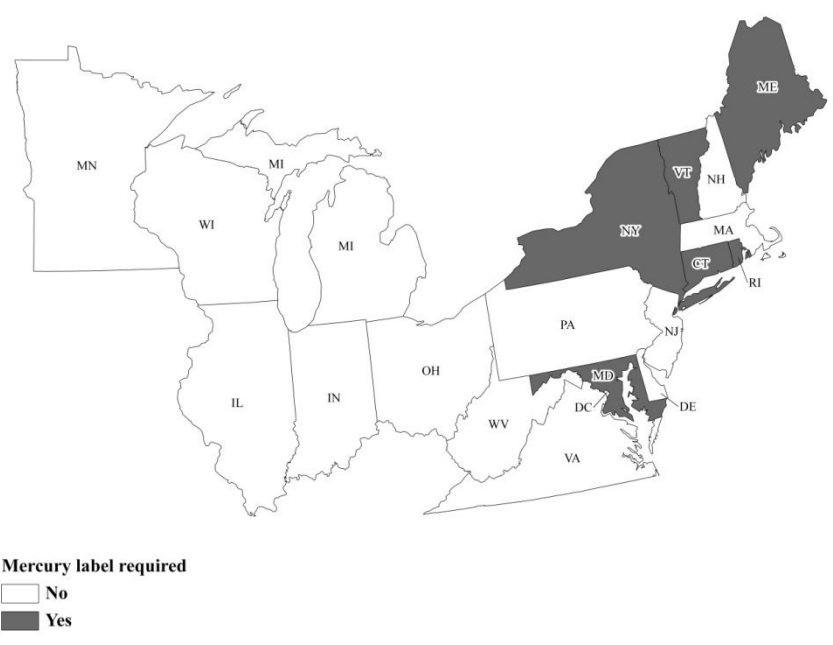 ME
MN
MI
VT
NH
WI
NY
MA
MI
CT
RI
PA
NJ
OH
MD
IL
IN
DC
DE
WV
VA
Mercury label required
No
Yes